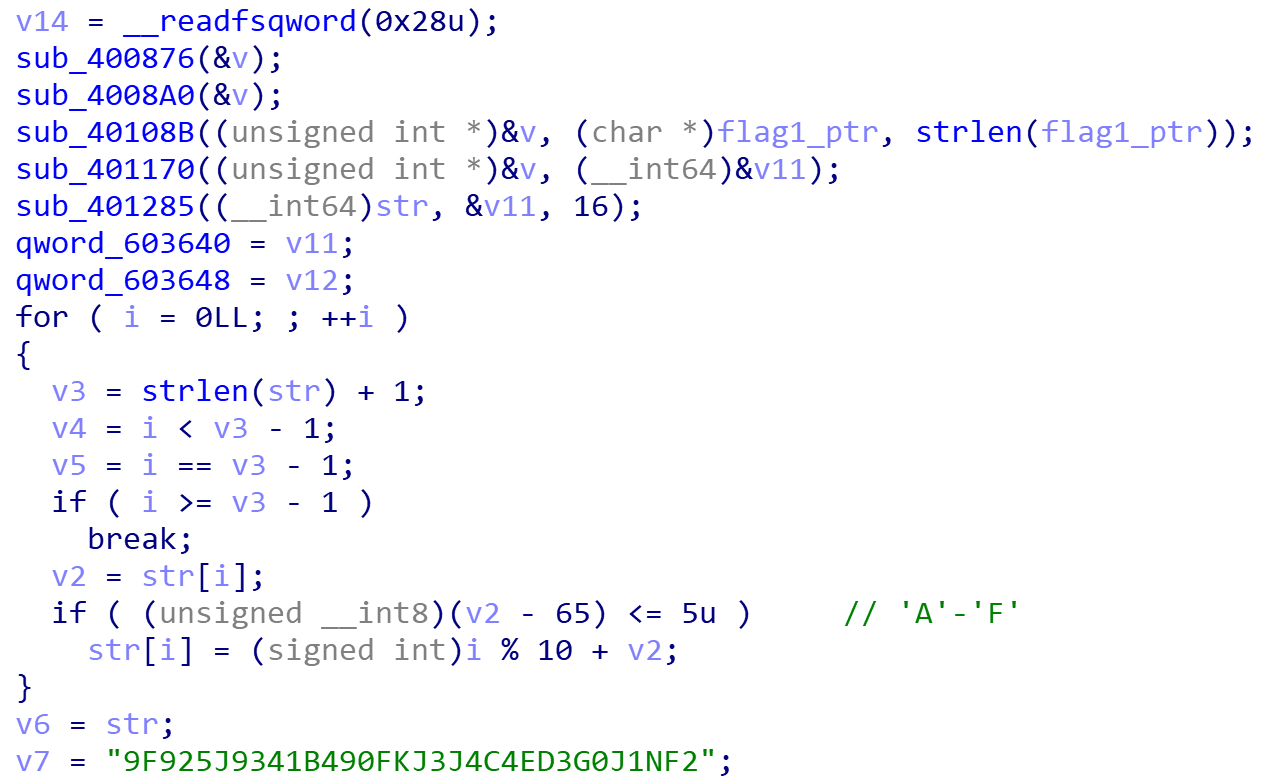 v14 = __readfsqword(0x28u);
sub_400876(&v);
sub_4008A0(&v);
sub_40108B((unsigned int *)&v, (char *)flag1_ptr, strlen(flag1_ptr));
sub_401170((unsigned int *)&v, (__int64)&v11);
sub_401285((__int64)str, &v11, 16);
qword_603640 = v11;
qword_603648 = v12;
for ( i = 0LL; ; ++i )
{
  v3 = strlen(str) + 1;
  v4 = i < v3 - 1;
  v5 = i == v3 - 1;
  if ( i >= v3 - 1 )
    break;
  v2 = str[i];
  if ( (unsigned __int8)(v2 - 65) <= 5u )     // 'A'-'F'
    str[i] = (signed int)i % 10 + v2;
}
v6 = str;
v7 = "9F925J9341B490FKJ3J4C4ED3G0J1NF2";